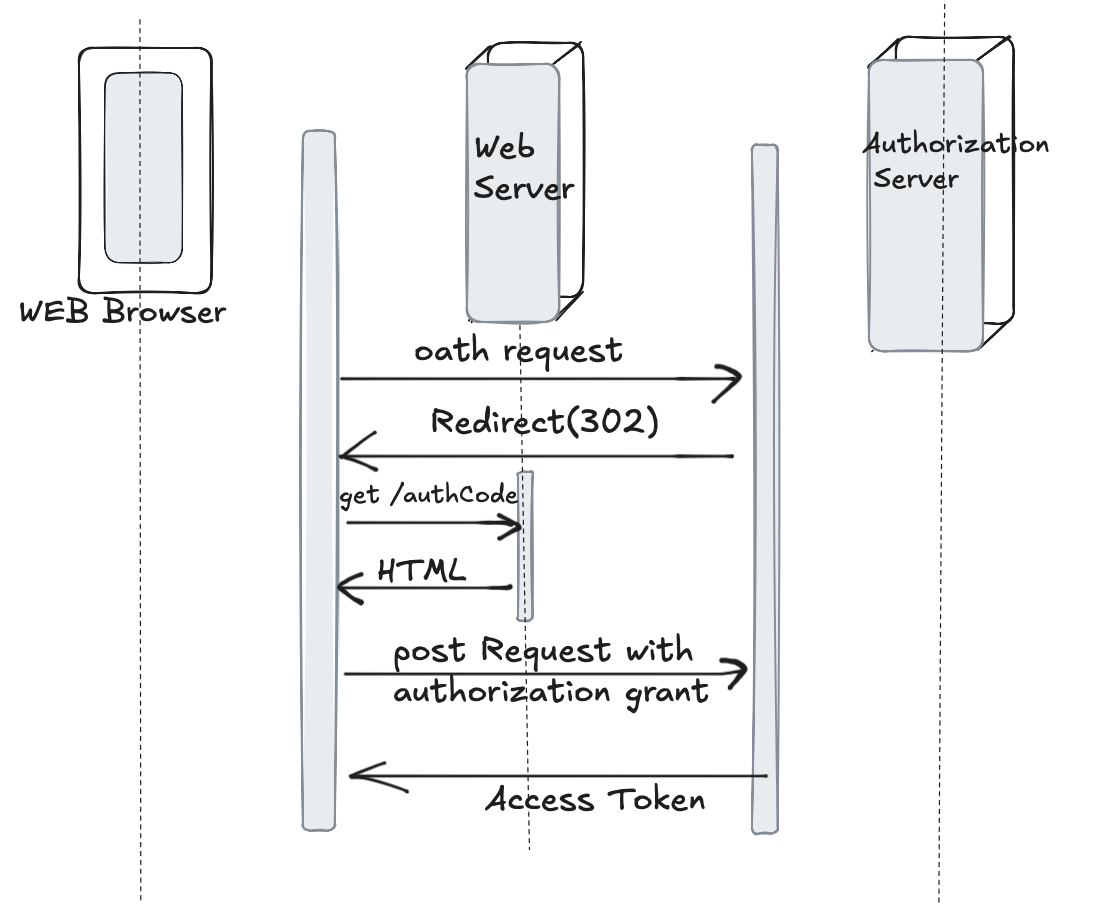 Web
Server
Authorization
Server
WEB Browser
oath request
Redirect(302)
get /authCode
HTML
post Request with
authorization grant
Access Token